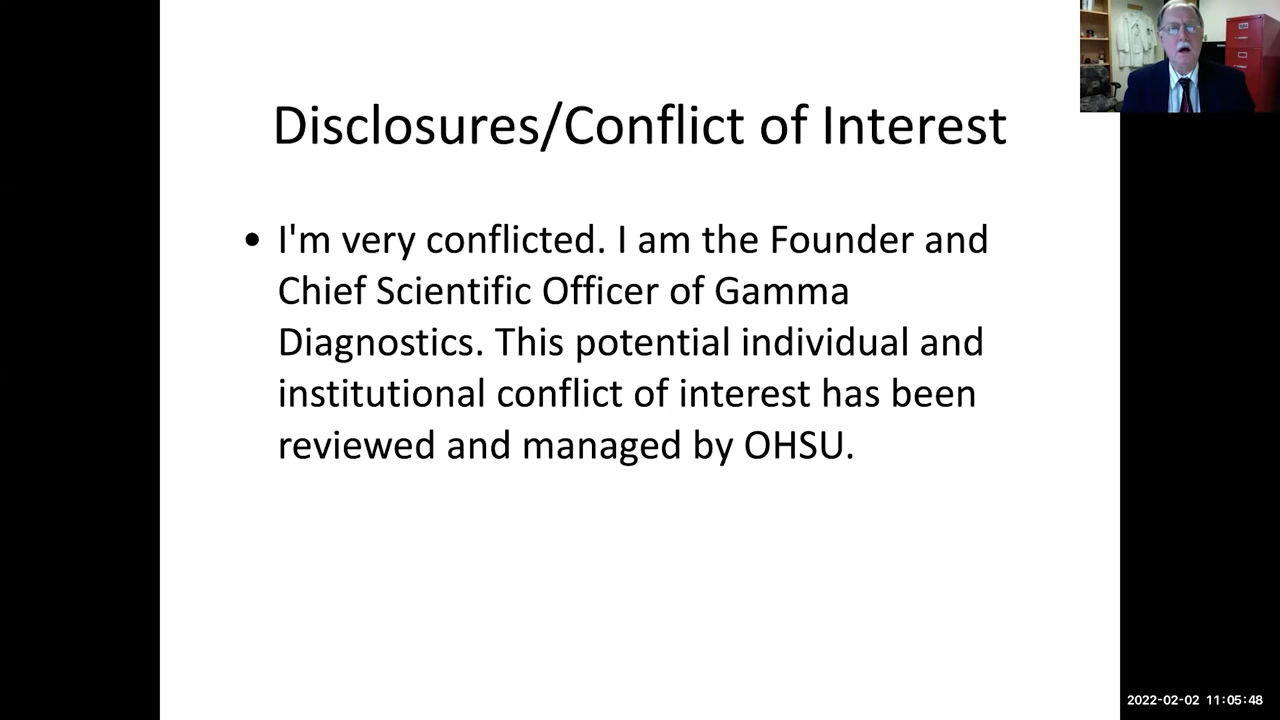 Disclosures/Conflict of Interest
• I'm very conflicted. I am the Founder and
Chief Scientific Officer of Gamma
Diagnostics. This potential individual and
institutional conflict of interest has been
reviewed and managed by OHSU.
2022-02-02 11:05:48